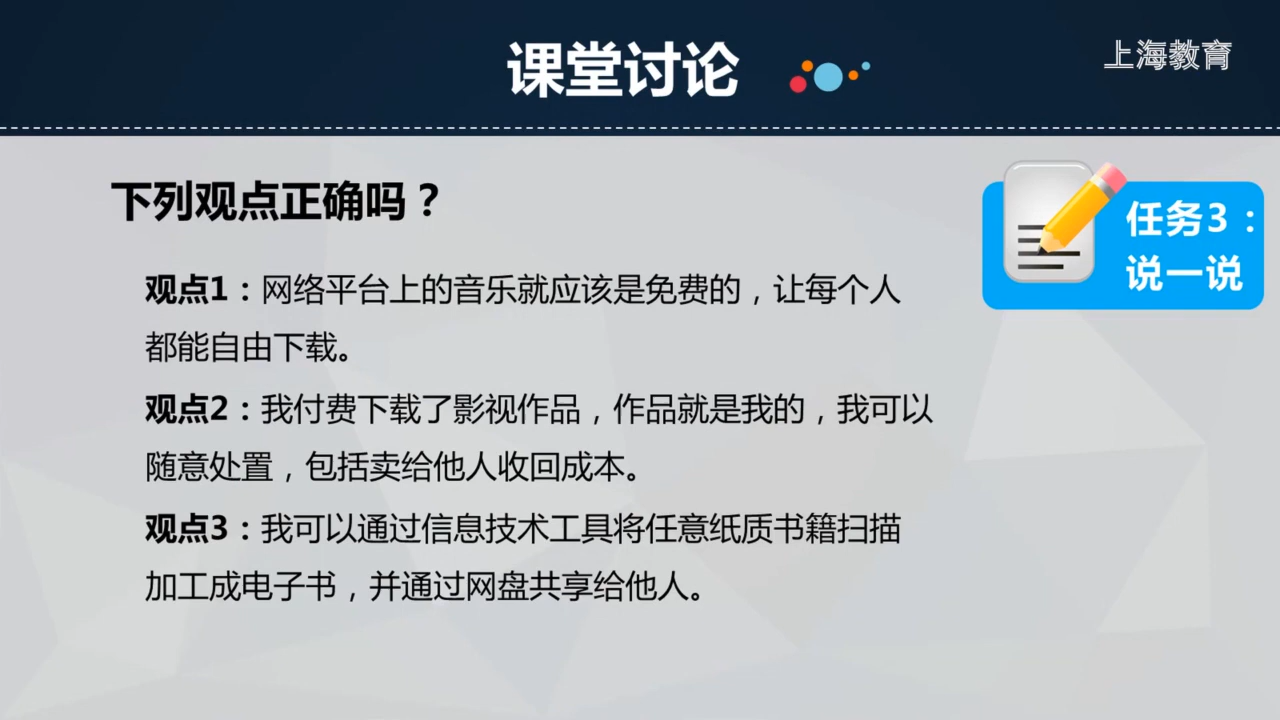 课堂讨论
上海教育
下列观点正确吗？
任务3：
说一说
观点1：网络平台上的音乐就应该是免费的，让每个人
都能自由下载。
观点2：我付费下载了影视作品，作品就是我的，我可以
随意处置，包括卖给他人收回成本。
观点3：我可以通过信息技术工具将任意纸质书籍扫描
加工成电子书，并通过网盘共享给他人。